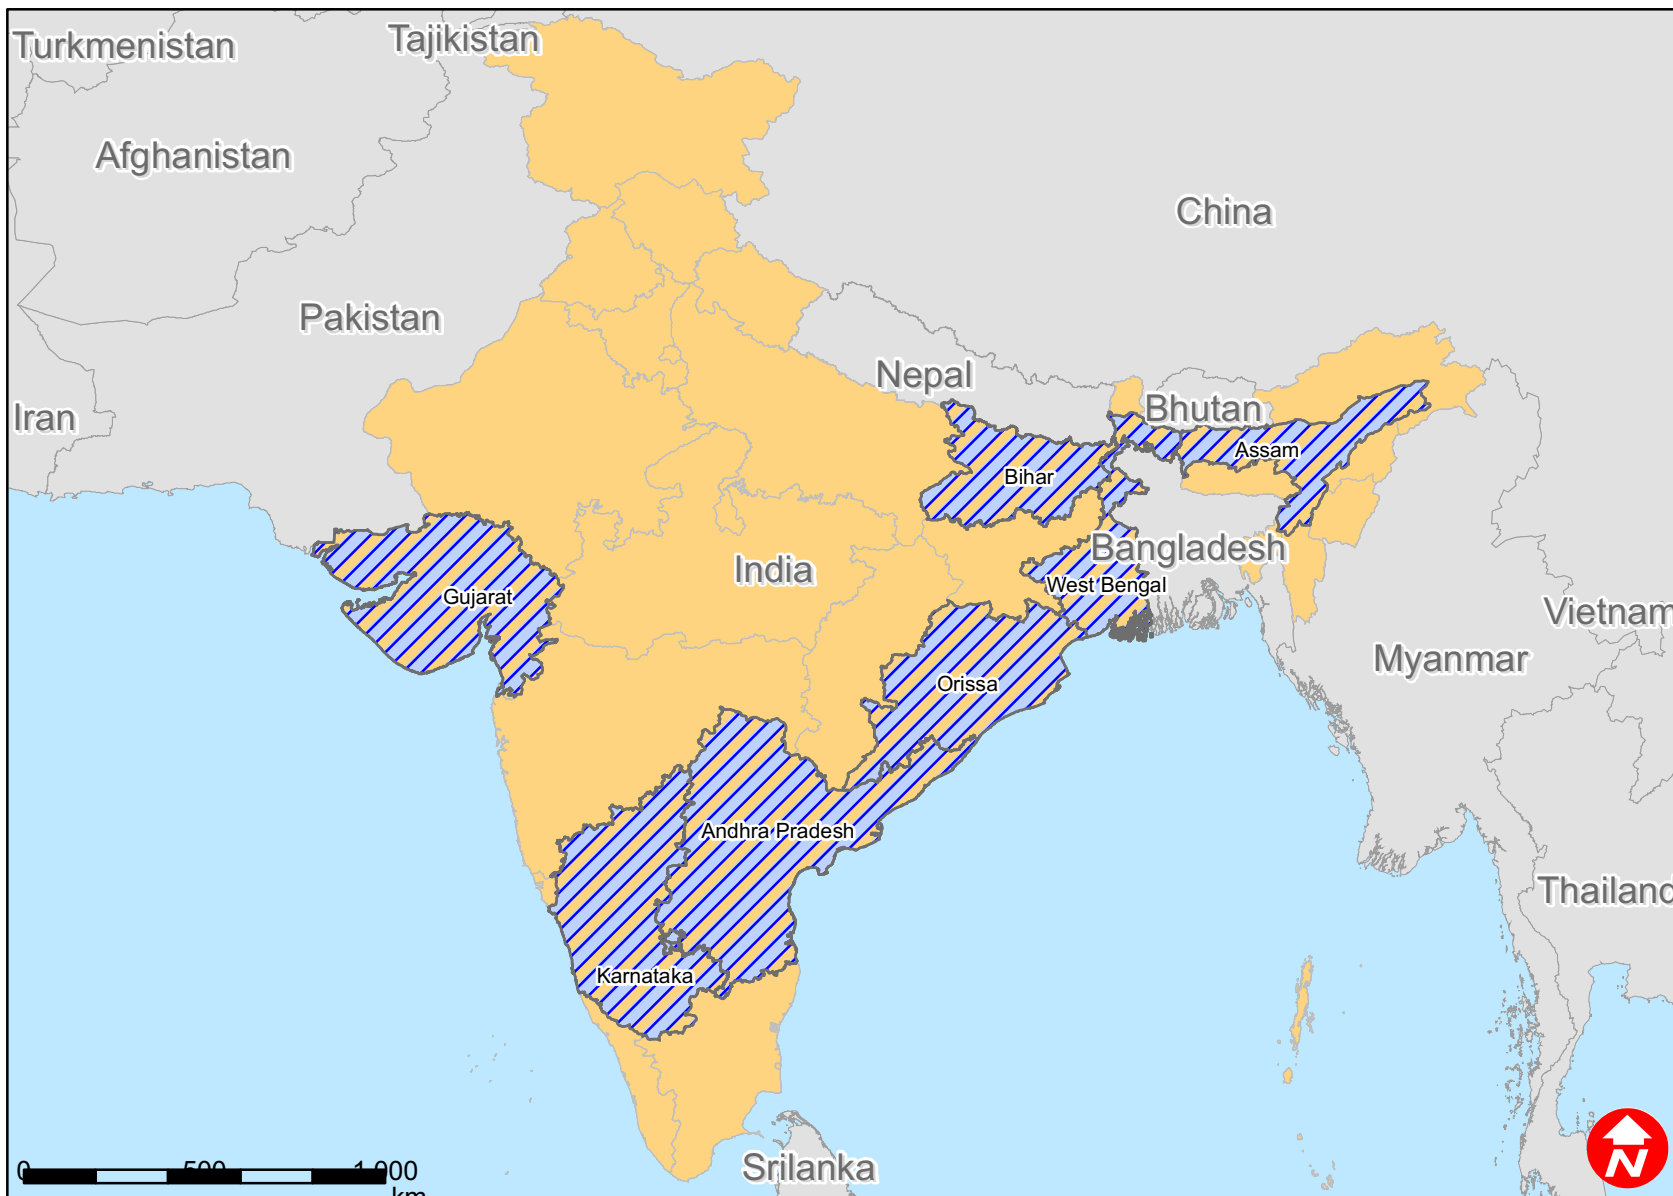 Turkmenistan
Tajikistan
Afghanistan
China
Pakistan
Nepal
Bhutan
Iran
Assam
Bihar
Bangladesh
India
West Bengal
Gujarat
Vietnam
Myanmar
Orissa
Andhra Pradesh
Thailand
Karnataka
Srilanka
0 500 1,000
km
N